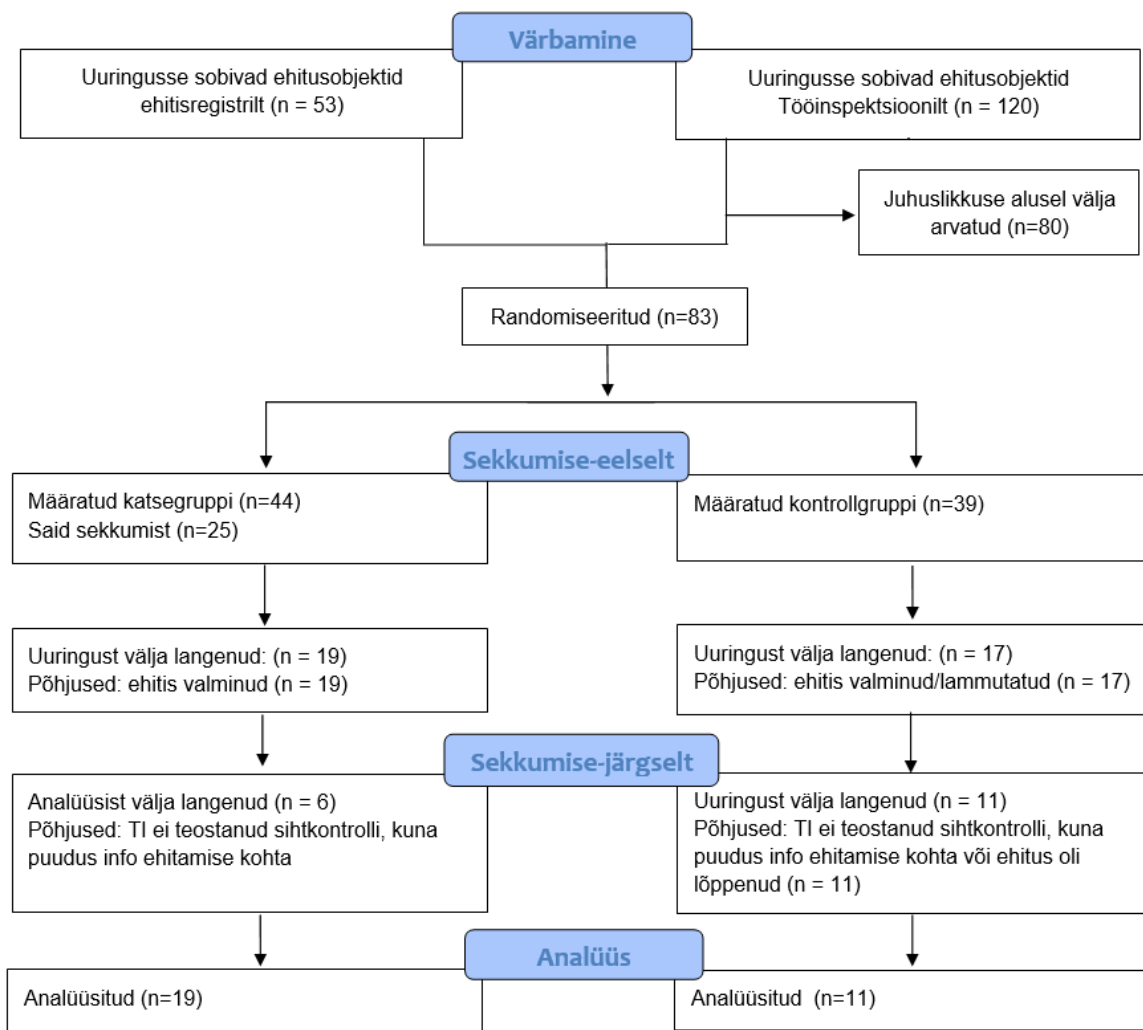 Värbamine
Uuringusse sobivad ehitusobjektid
ehitisregistrilt (n = 53)
Uuringusse sobivad ehitusobjektid
Tööinspektsioonilt (n = 120)
Juhuslikkuse alusel välja
arvatud (n=80)
Randomiseeritud (n=83)
Sekkumise-eelselt
Määratud katsegruppi (n=44)
Said sekkumist (n=25)
Määratud kontrollgruppi (n=39)
Uuringust välja langenud: (n = 19)
Põhjused: ehitis valminud (n = 19)
Uuringust välja langenud: (n = 17)
Põhjused: ehitis valminud/lammutatud (n = 17)
Sekkumise-järgselt
Analüüsist välja langenud (n = 6)
Põhjused: TI ei teostanud sihtkontrolli, kuna
puudus info ehitamise kohta
Uuringust välja langenud (n = 11)
Põhjused: TI ei teostanud sihtkontrolli, kuna
puudus info ehitamise kohta või ehitus oli
lõppenud (n = 11)
Analüüs
Analüüsitud (n=19)
Analüüsitud (n=11)